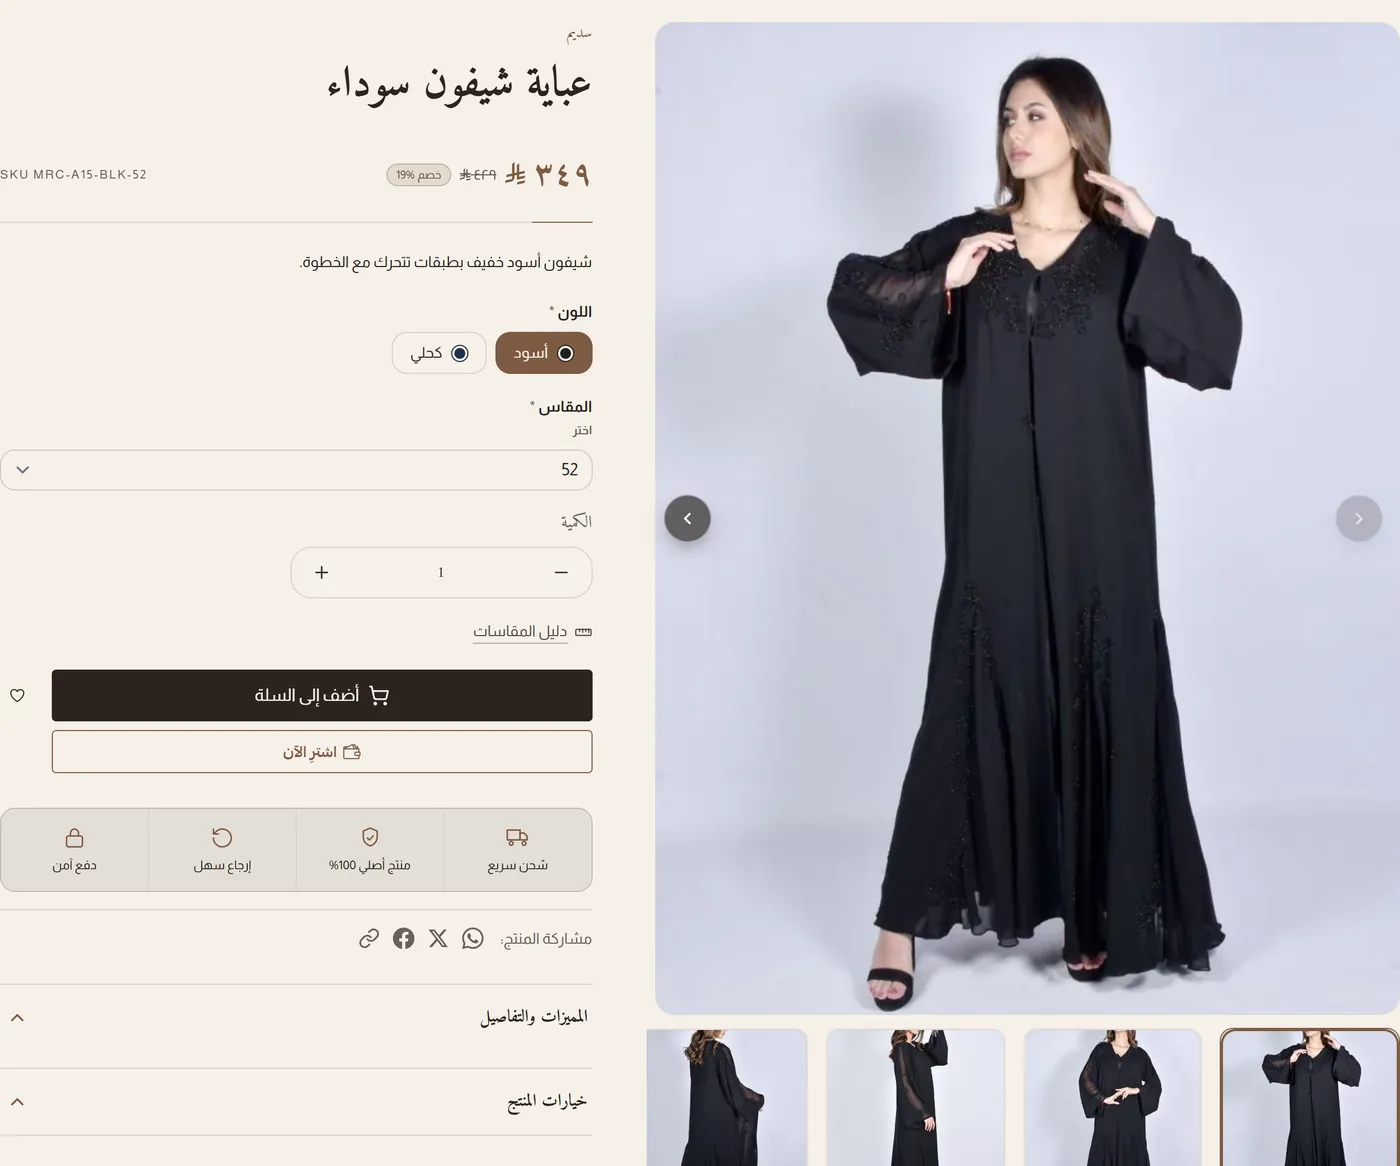 سديم
عباية شيفون سوداء
٣٤٩ ٤٢٩ خصم 19%
SKU MRC-A15-BLK-52
شيفون أسود خفيف بطبقات تتحرك مع الخطوة.
اللون *
أسود
كحلي
المقاس *
اختر
52
الكمية
− 1 +
دليل المقاسات
أضف إلى السلة
اشترِ الآن
شحن سريع
منتج أصلي 100%
إرجاع سهل
دفع آمن
مشاركة المنتج:
المميزات والتفاصيل
خيارات المنتج